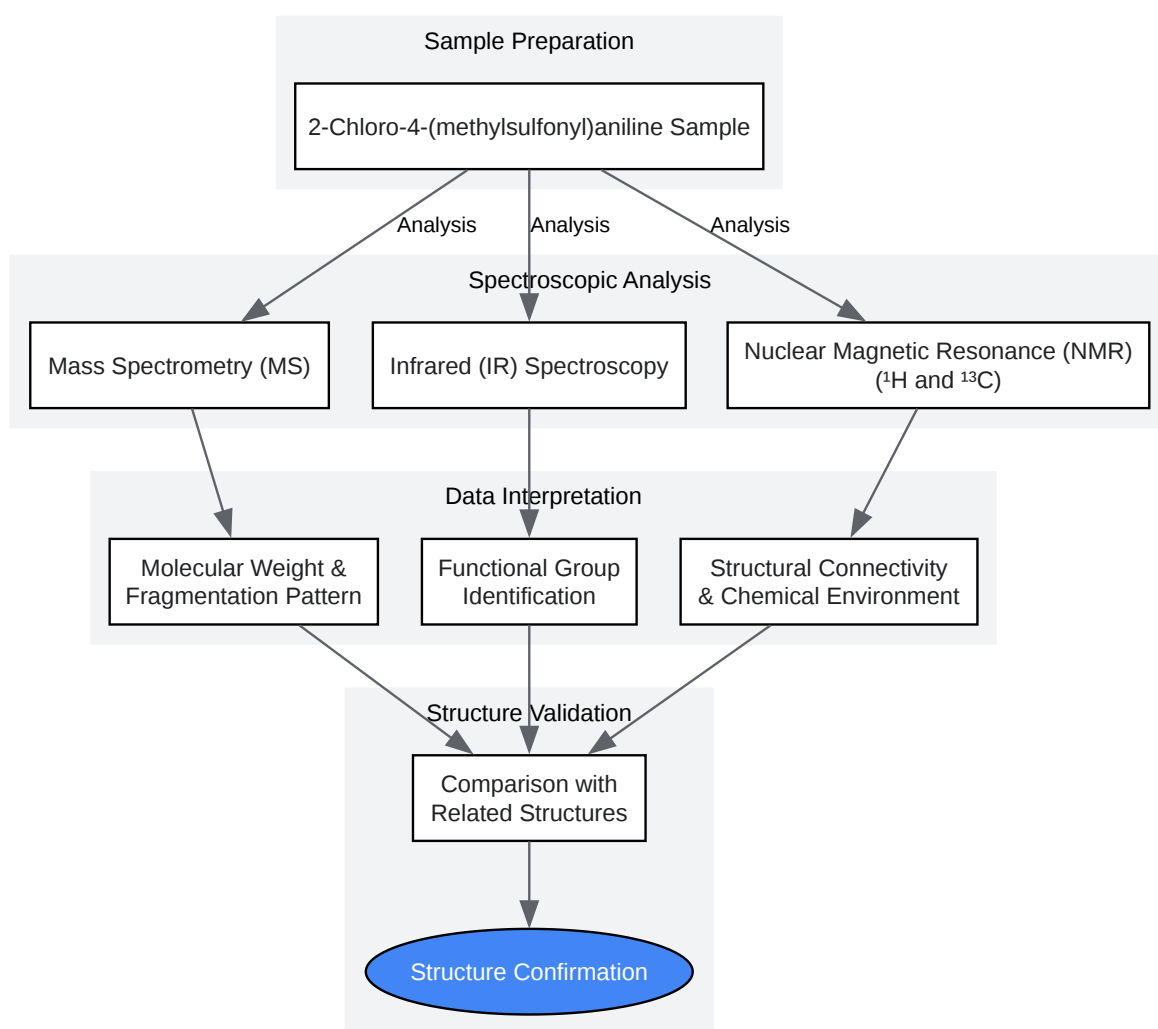 Sample Preparation
2-Chloro-4-(methylsulfonyl)aniline Sample
Analysis
Analysis
Analysis
Spectroscopic Analysis
Mass Spectrometry (MS)
Infrared (IR) Spectroscopy
Nuclear Magnetic Resonance (NMR)
(¹H and ¹³C)
Data Interpretation
Molecular Weight &
Fragmentation Pattern
Functional Group
Identification
Structural Connectivity
& Chemical Environment
Structure Validation
Comparison with
Related Structures
Structure Confirmation